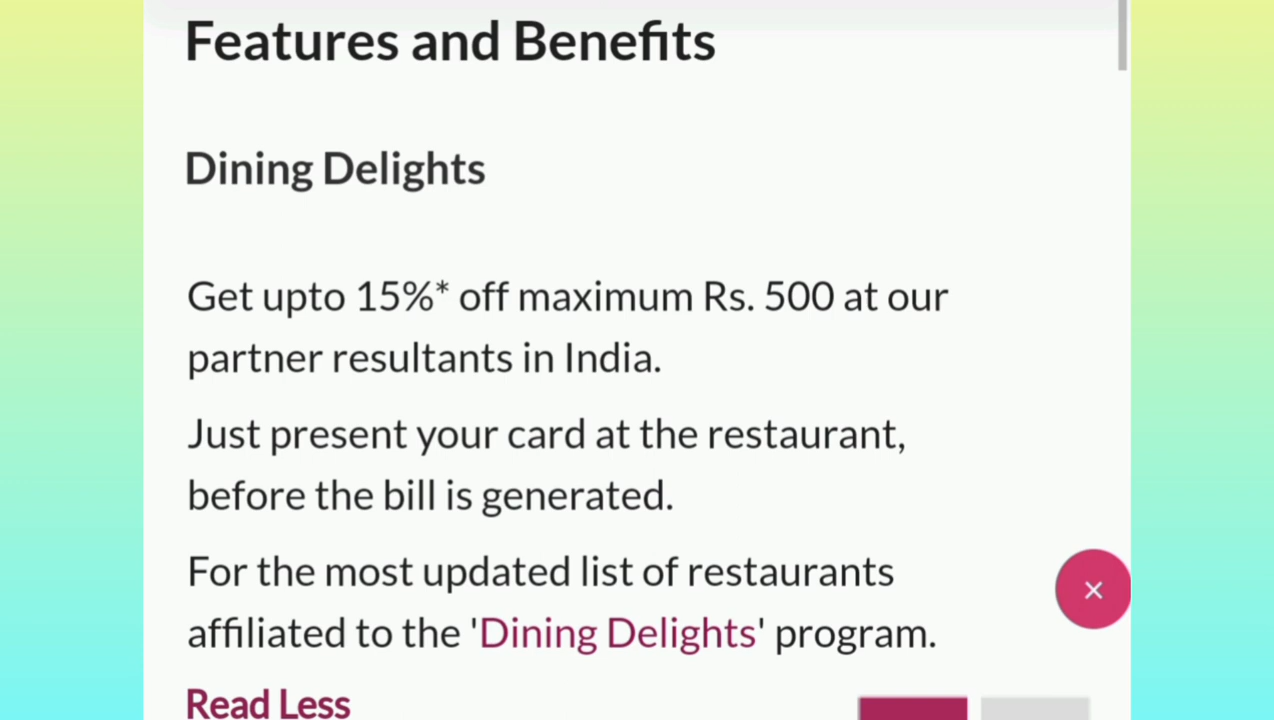 Features and Benefits
Dining Delights
Get upto 15%* off maximum Rs. 500 at our
partner resultants in India.
Just present your card at the restaurant,
before the bill is generated.
For the most updated list of restaurants
affiliated to the 'Dining Delights' program.
Read Less